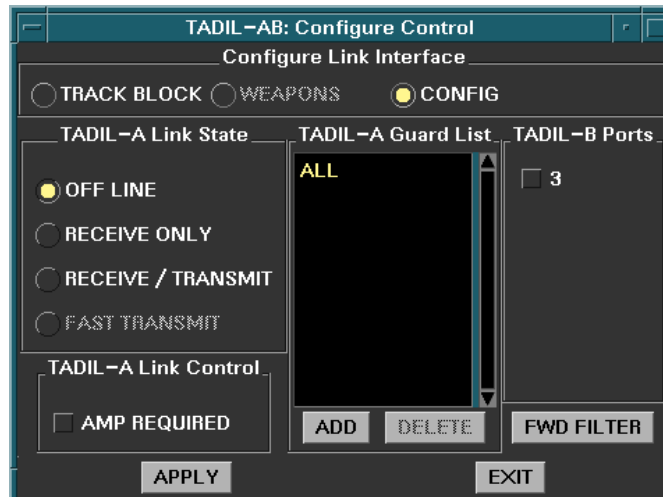 TADIL-AB: Configure Control
Configure Link Interface
TRACK BLOCK WEAPONS CONFIG
TADIL-A Link State
OFF LINE
RECEIVE ONLY
RECEIVE / TRANSMIT
FAST TRANSMIT
TADIL-A Link Control
AMP REQUIRED
TADIL-A Guard List
ALL
ADD DELETE
TADIL-B Ports
3
FWD FILTER
APPLY EXIT